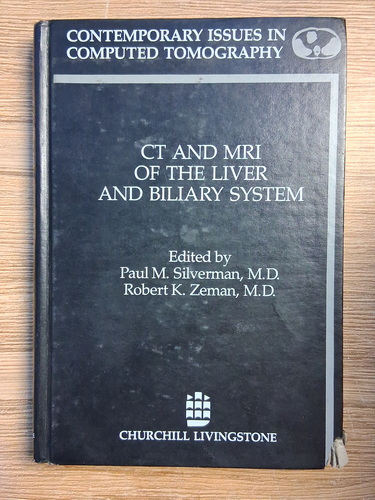 CONTEMPORARY ISSUES IN
COMPUTED TOMOGRAPHY
CT AND MRI
OF THE LIVER
AND BILIARY SYSTEM
Edited by
Paul M. Silverman, M.D.
Robert K. Zeman, M.D.
CHURCHILL LIVINGSTONE